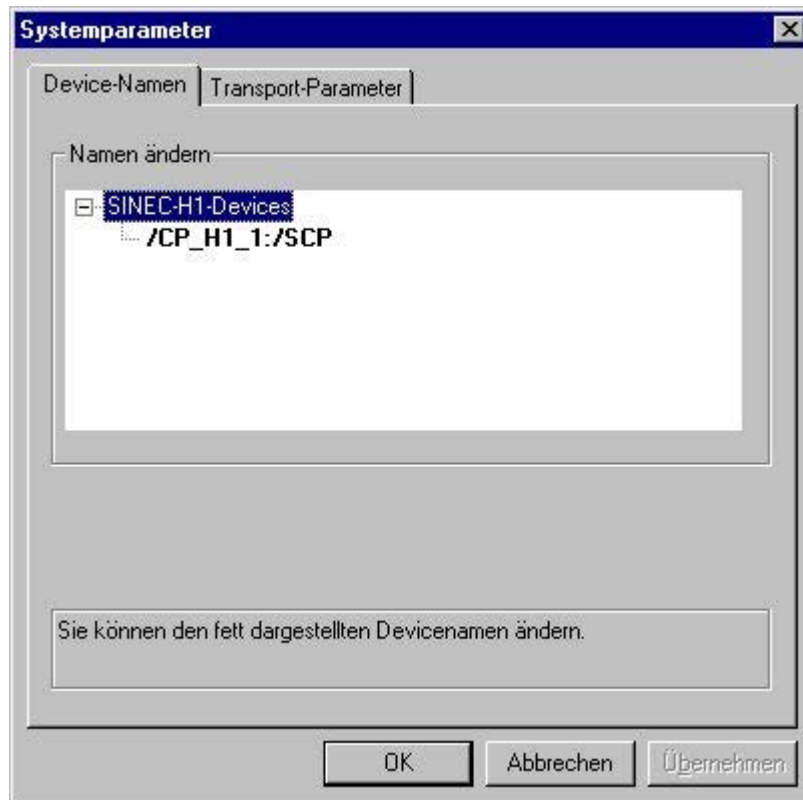 Systemparameter
Device-Namen
Transport-Parameter
Namen ändern
SINEC-H1-Devices
/CP_H1_1:/SCP
Sie können den fett dargestellten Devicenamen ändern.
OK
Abbrechen
Übernehmen